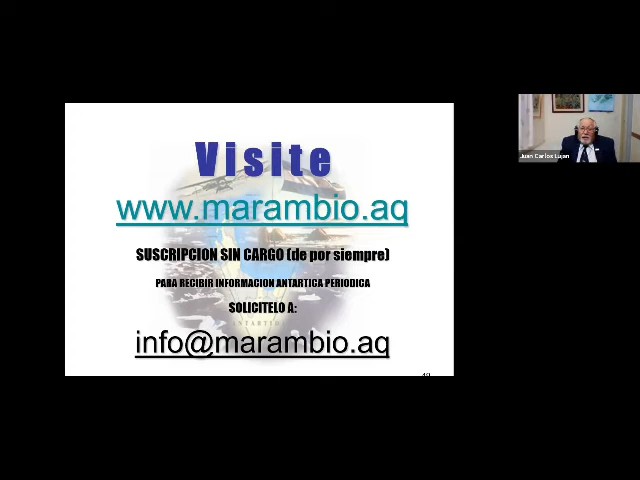 Visite
www.marambio.aq
SUSCRIPCION SIN CARGO (de por siempre)
PARA RECIBIR INFORMACION ANTARTICA PERIODICA
SOLICITELO A:
ANTARTIC
info@marambio.aq
Juan Carlos Lujan